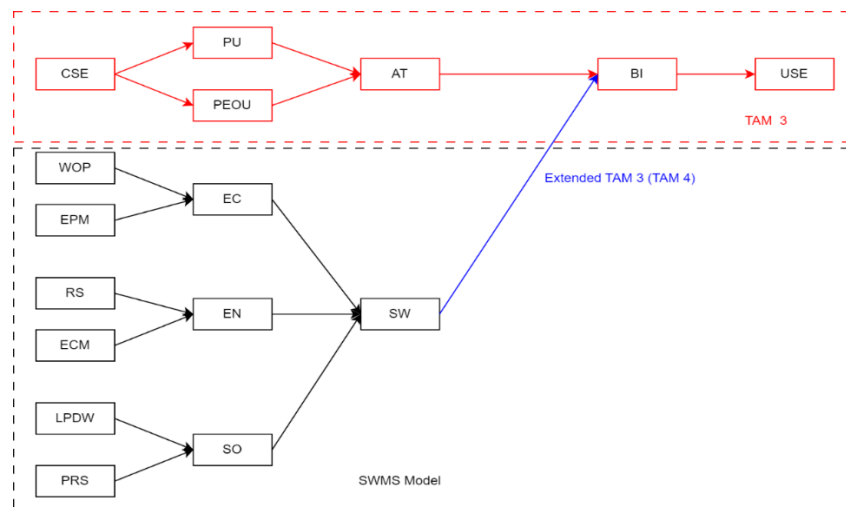 PU
CSE
AT
BI
USE
PEOU
TAM 3
WOP
Extended TAM 3 (TAM 4)
EC
EPM
RS
EN
SW
ECM
LPDW
SO
PRS
SWMS Model